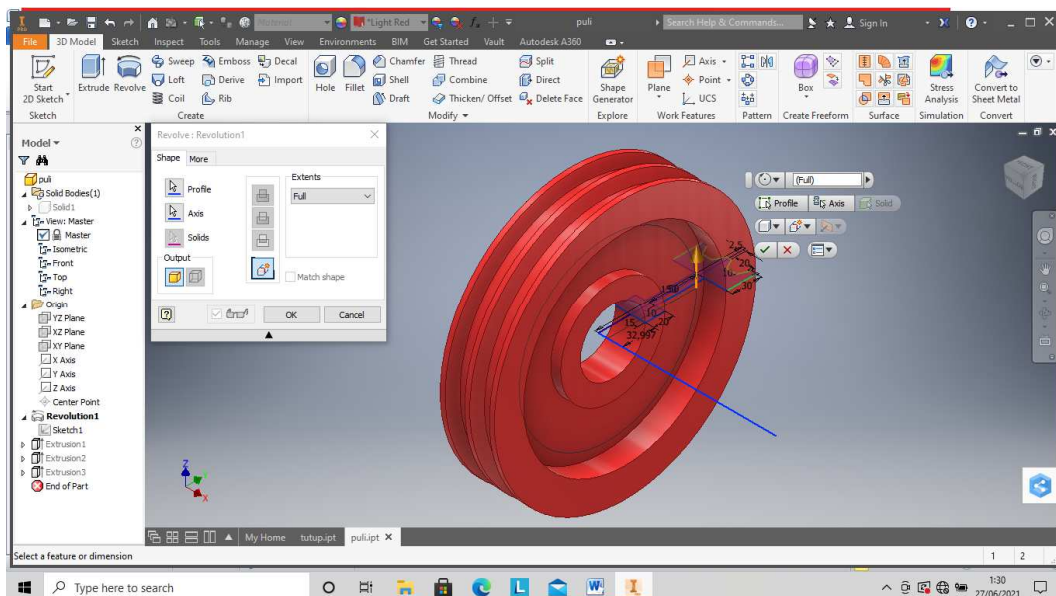 PRO
Material
*Light Red
puli
Search Help & Commands...
Sign In
File 3D Model Sketch Inspect Tools Manage View Environments BIM Get Started Vault Autodesk A360
Start 2D Sketch
Extrude
Revolve
Sweep
Loft
Coil
Emboss
Derive
Rib
Decal
Import
Hole
Fillet
Chamfer
Shell
Draft
Thread
Combine
Thicken/ Offset
Split
Direct
Delete Face
Shape Generator
Plane
Axis
Point
UCS
Box
Stress Analysis
Convert to Sheet Metal
Sketch Create Modify Explore Work Features Pattern Create Freeform Surface Simulation Convert
Model
puli
Solid Bodies(1)
Solid1
View: Master
Master
Isometric
Front
Top
Right
Origin
YZ Plane
XZ Plane
XY Plane
X Axis
Y Axis
Z Axis
Center Point
Revolution1
Sketch1
Extrusion1
Extrusion2
Extrusion3
End of Part
Revolve : Revolution1
Shape More
Profile
Axis
Solids
Output
Extents
Full
Match shape
OK Cancel
(Full)
Profile Axis Solid
2,5
20
30
10
15
20
32,997
Z
X
My Home tutup.ipt puli.ipt
Select a feature or dimension
1 2
Type here to search
1:30
27/06/2021